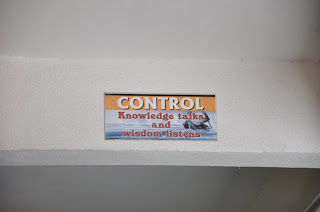 CONTROL
Knowledge talks
and
wisdom listens